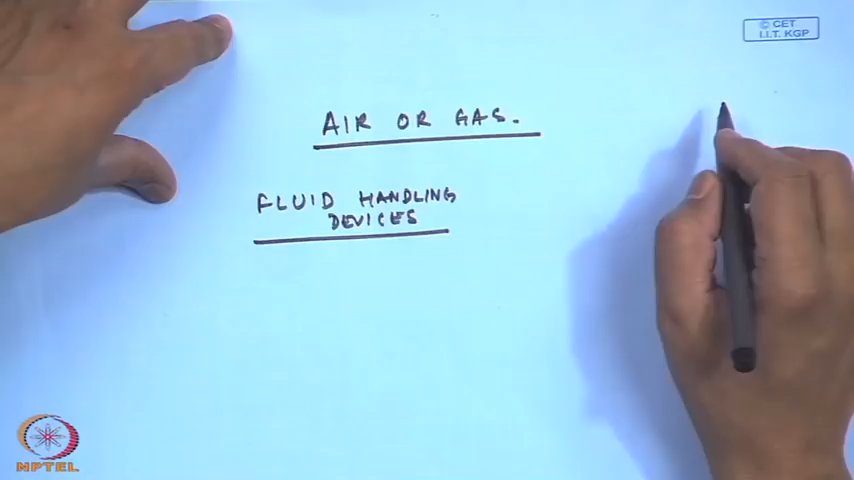 © CET
I.I.T. KGP
AIR OR GAS.
FLUID HANDLING
DEVICES
NPTEL